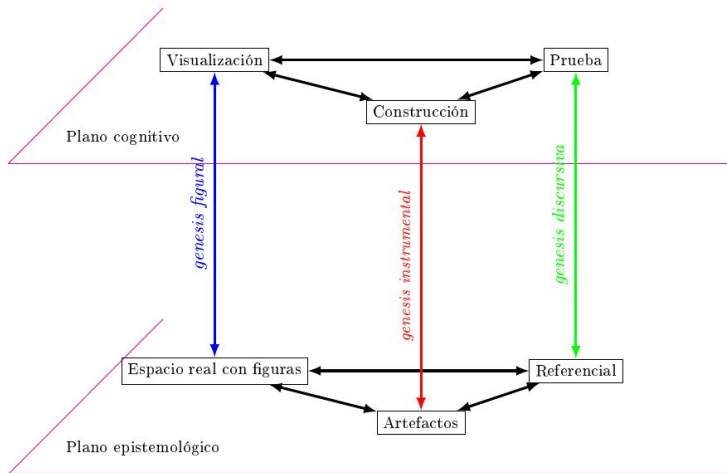 Visualización
Prueba
Construcción
Plano cognitivo
genesis figural
genesis instrumental
genesis discursiva
Espacio real con figuras
Referencial
Artefactos
Plano epistemológico